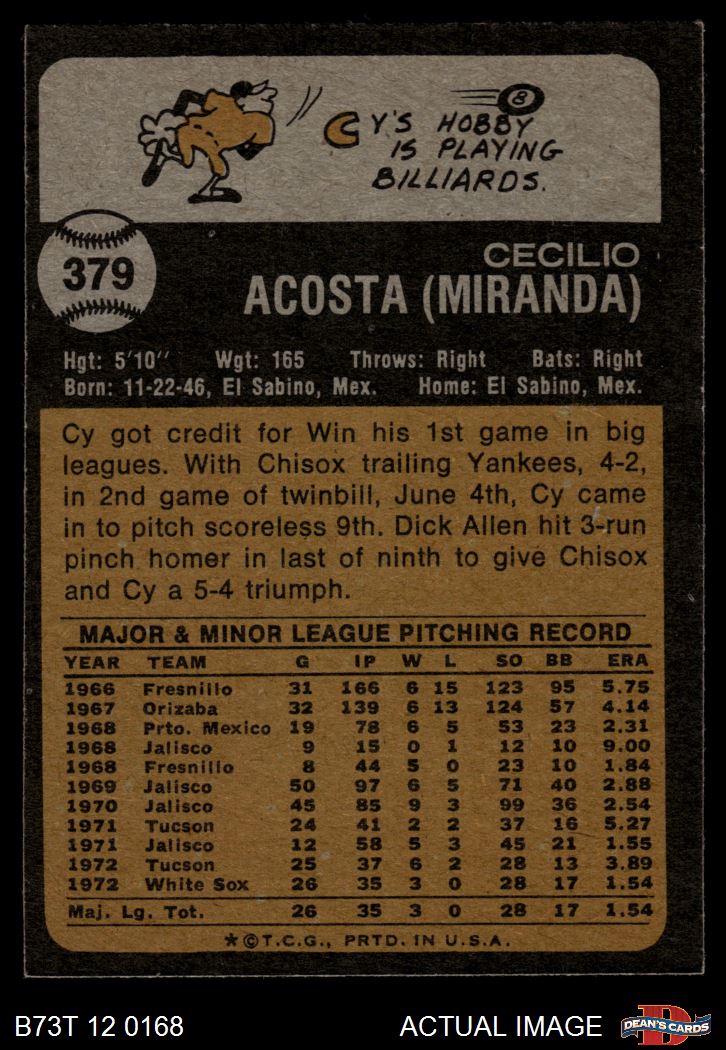 8
CY'S HOBBY
IS PLAYING
BILLIARDS.
379
CECILIO
ACOSTA (MIRANDA)
Hgt: 5'10" Wgt: 165 Throws: Right Bats: Right
Born: 11-22-46, El Sabino, Mex. Home: El Sabino, Mex.
Cy got credit for Win his 1st game in big
leagues. With Chisox trailing Yankees, 4-2,
in 2nd game of twinbill, June 4th, Cy came
in to pitch scoreless 9th. Dick Allen hit 3-run
pinch homer in last of ninth to give Chisox
and Cy a 5-4 triumph.
MAJOR & MINOR LEAGUE PITCHING RECORD
YEAR TEAM G IP W L SO BB ERA
1966 Fresnillo 31 166 6 15 123 95 5.75
1967 Orizaba 32 139 6 13 124 57 4.14
1968 Prto. Mexico 19 78 6 5 53 23 2.31
1968 Jalisco 9 15 0 1 12 10 9.00
1968 Fresnillo 8 44 5 0 23 10 1.84
1969 Jalisco 50 97 6 5 71 40 2.88
1970 Jalisco 45 85 9 3 99 36 2.54
1971 Tucson 24 41 2 2 37 16 5.27
1971 Jalisco 12 58 5 3 45 21 1.55
1972 Tucson 25 37 6 2 28 13 3.89
1972 White Sox 26 35 3 0 28 17 1.54
Maj. Lg. Tot. 26 35 3 0 28 17 1.54
*©T.C.G., PRTD. IN U.S.A.
B73T 12 0168 ACTUAL IMAGE
D
DEAN'S CARDS